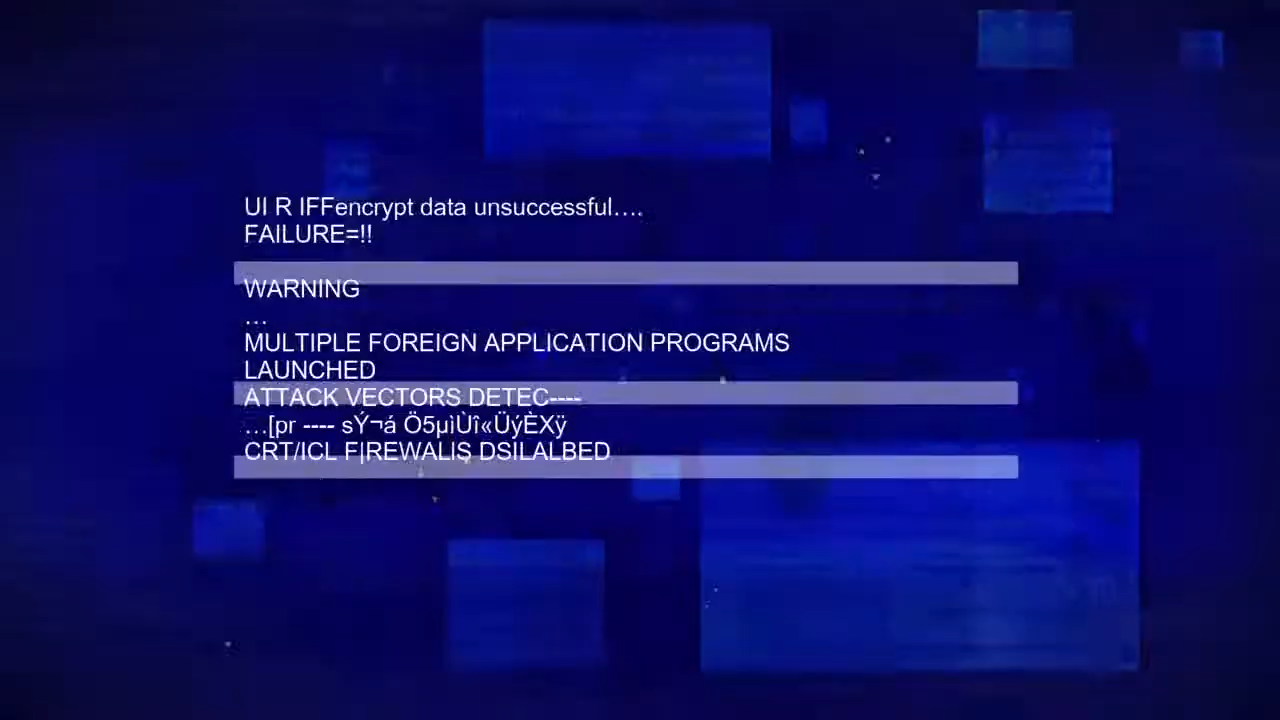 UI R IFFencrypt data unsuccessful….
FAILURE=!!
WARNING
…
MULTIPLE FOREIGN APPLICATION PROGRAMS
LAUNCHED
ATTACK VECTORS DETEC----
…[pr ---- sÝ¬á Ö5µìÙî«ÜýÈXÿ
CRT/ICL F|REWALIS DSILALBED